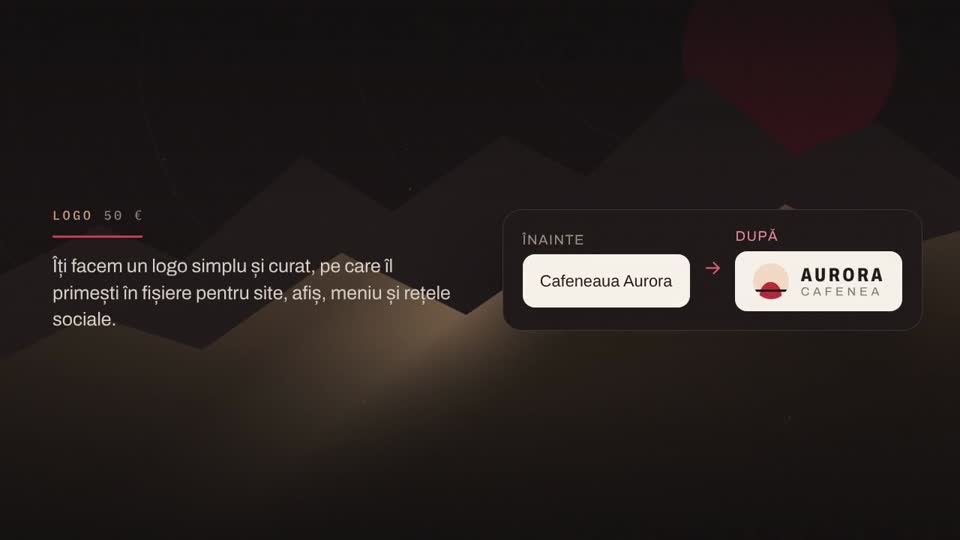 LOGO 50 €
Îți facem un logo simplu și curat, pe care îl
primești în fișiere pentru site, afiș, meniu și rețele
sociale.
ÎNAINTE
Cafeneaua Aurora
→
DUPĂ
AURORA
CAFENEA